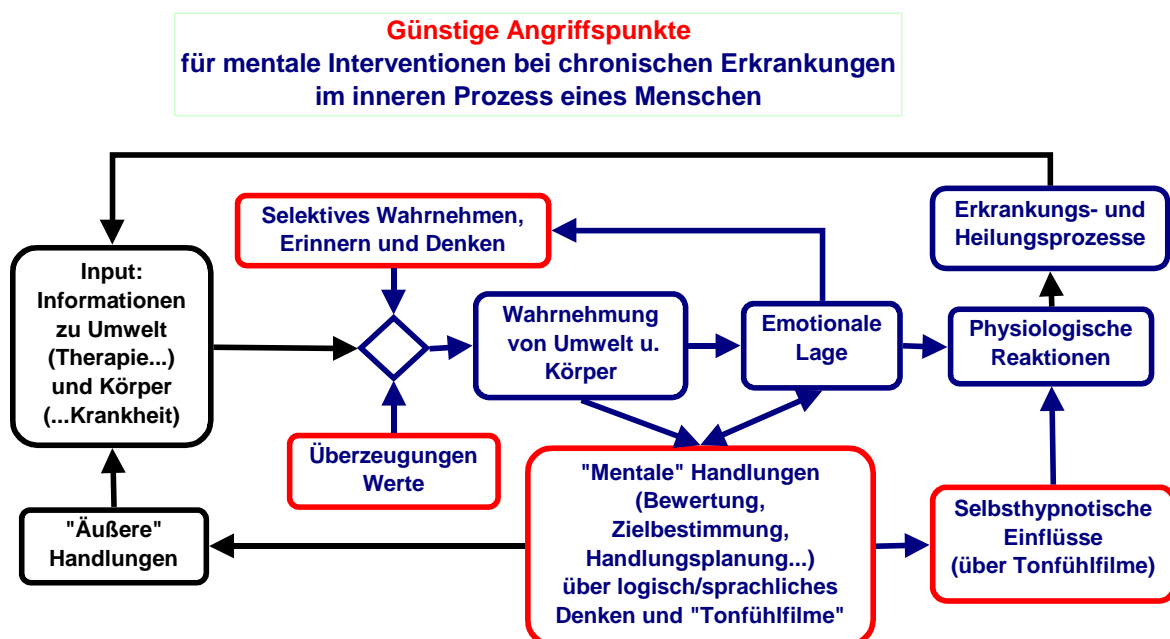 Günstige Angriffspunkte
für mentale Interventionen bei chronischen Erkrankungen
im inneren Prozess eines Menschen
Selektives Wahrnehmen,
Erinnern und Denken
Erkrankungs- und
Heilungsprozesse
Input:
Informationen
zu Umwelt
(Therapie...)
und Körper
(...Krankheit)
Wahrnehmung
von Umwelt u.
Körper
Emotionale
Lage
Physiologische
Reaktionen
Überzeugungen
Werte
"Mentale" Handlungen
(Bewertung,
Zielbestimmung,
Handlungsplanung...)
über logisch/sprachliches
Denken und "Tonfühlfilme"
Selbsthypnotische
Einflüsse
(über Tonfühlfilme)
"Äußere"
Handlungen